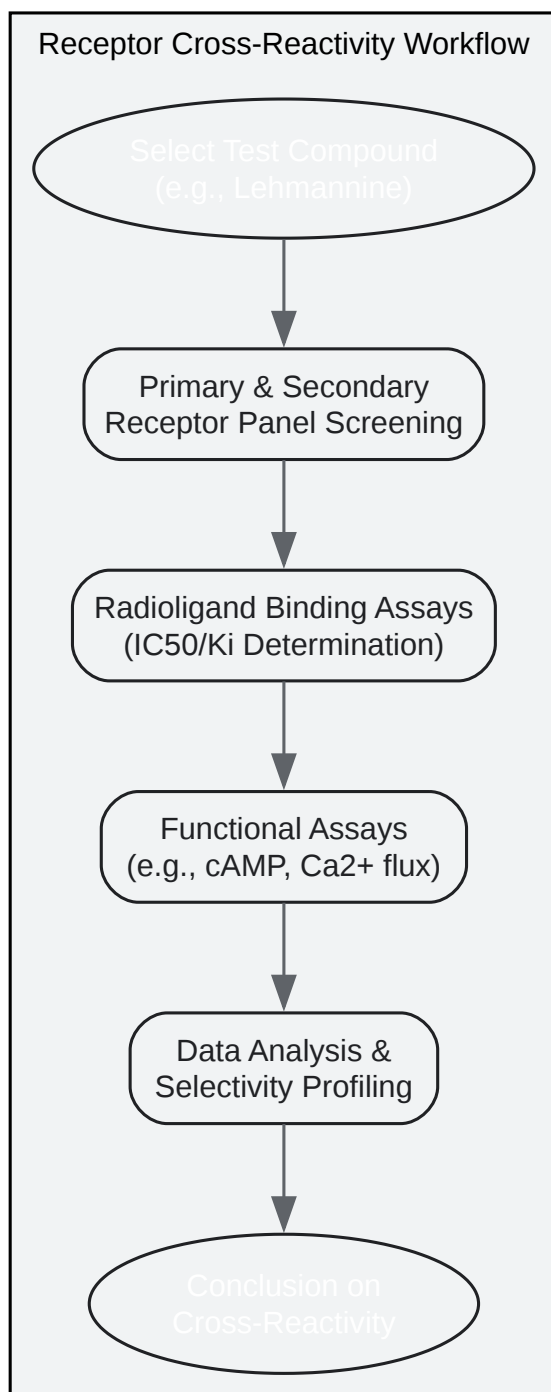 Receptor Cross-Reactivity Workflow
Select Test Compound
(e.g., Lehmannine)
Primary & Secondary
Receptor Panel Screening
Radioligand Binding Assays
(IC50/Ki Determination)
Functional Assays
(e.g., cAMP, Ca2+ flux)
Data Analysis &
Selectivity Profiling
Conclusion on
Cross-Reactivity